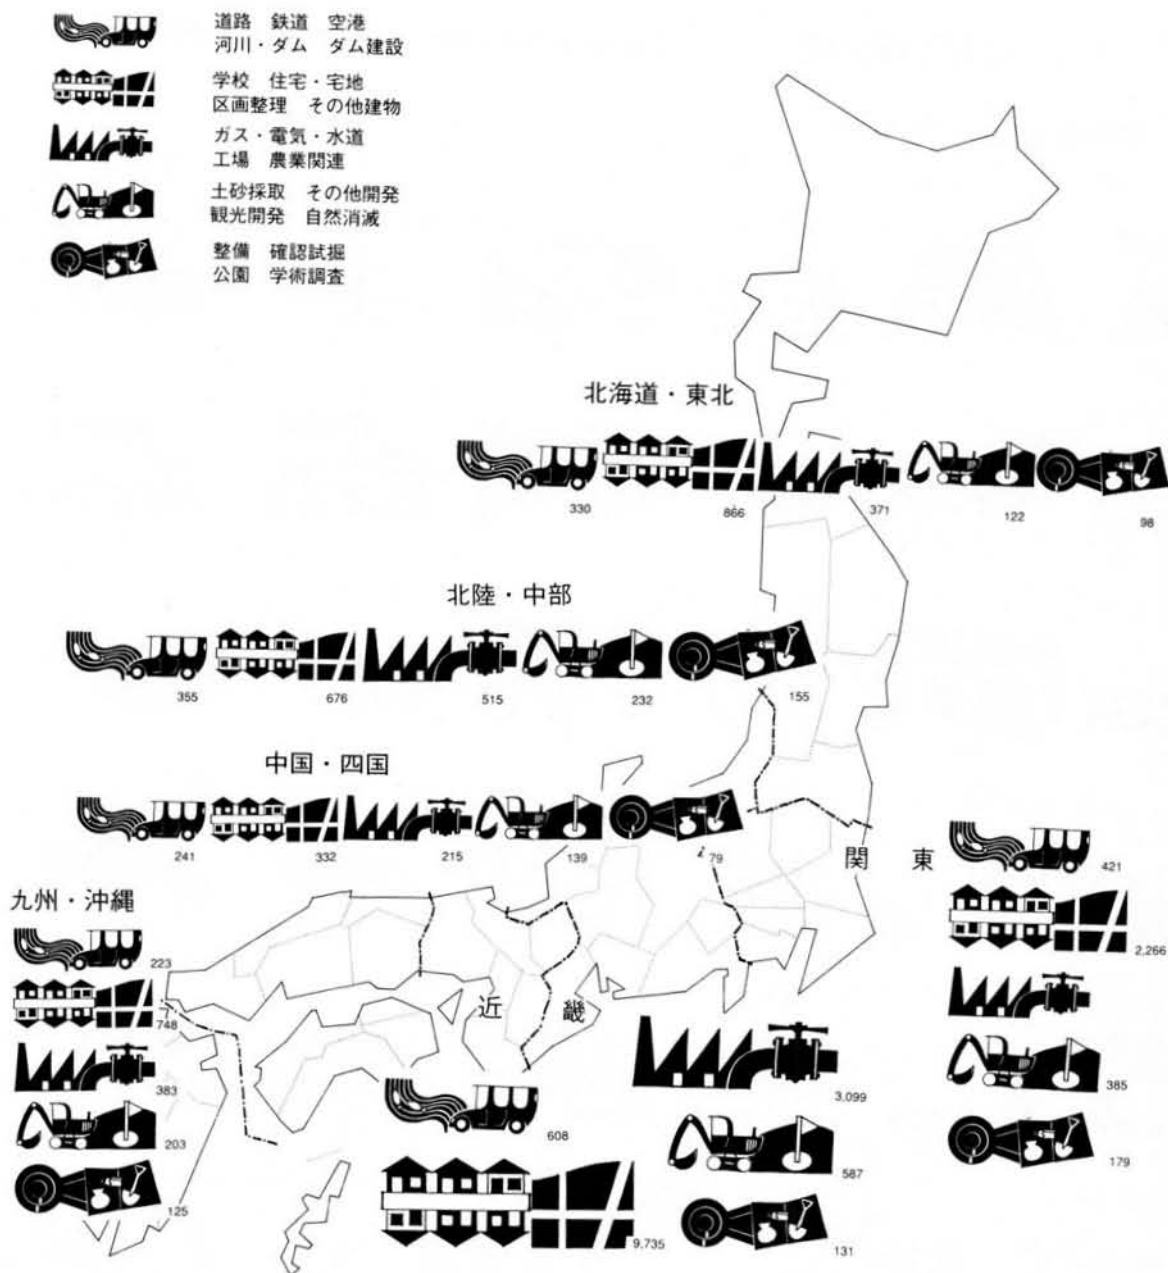 道路 鉄道 空港
河川・ダム ダム建設
学校 住宅・宅地
区画整理 その他建物
ガス・電気・水道
工場 農業関連
土砂採取 その他開発
観光開発 自然消滅
整備 確認試掘
公園 学術調査
北海道・東北
330
866
371
122
98
北陸・中部
355
676
515
232
155
中国・四国
241
332
215
139
79
九州・沖縄
223
748
383
203
125
関東
421
2,266
385
179
近畿
608
9,735
3,099
587
131